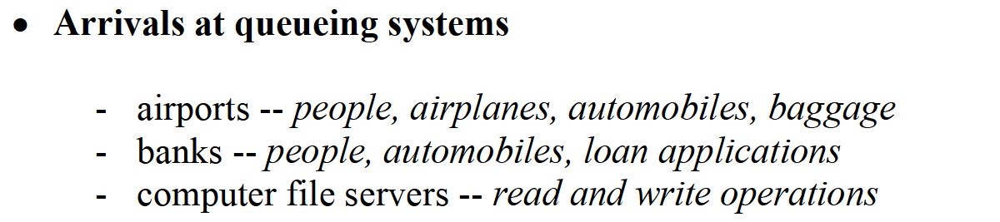 • Arrivals at queueing systems
- airports -- people, airplanes, automobiles, baggage
- banks -- people, automobiles, loan applications
- computer file servers -- read and write operations